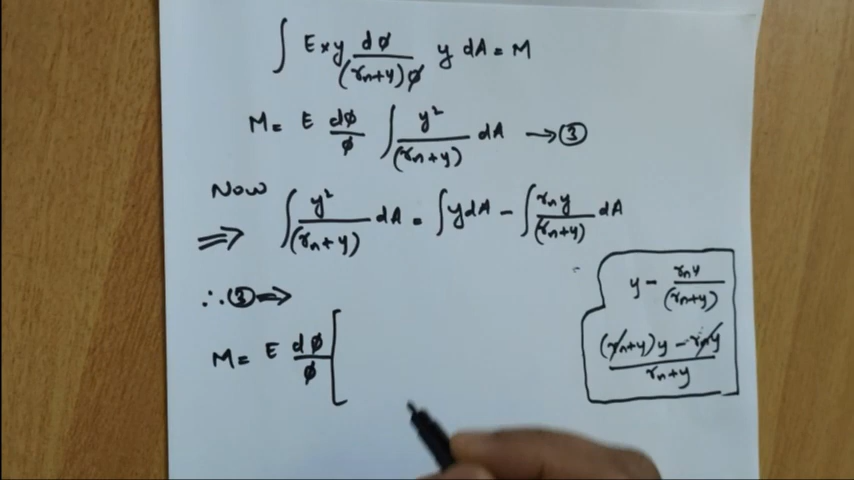 ∫ E × y dφ/((rn+y)φ) y dA = M
M = E dφ/φ ∫ y²/(rn+y) dA → ③
Now
⇒ ∫ y²/(rn+y) dA = ∫ y dA - ∫ rn y/(rn+y) dA
∴ ③ ⇒
M = E dφ/φ [
y - rn y/(rn+y)
((rn+y)y - rn y)/(rn+y)